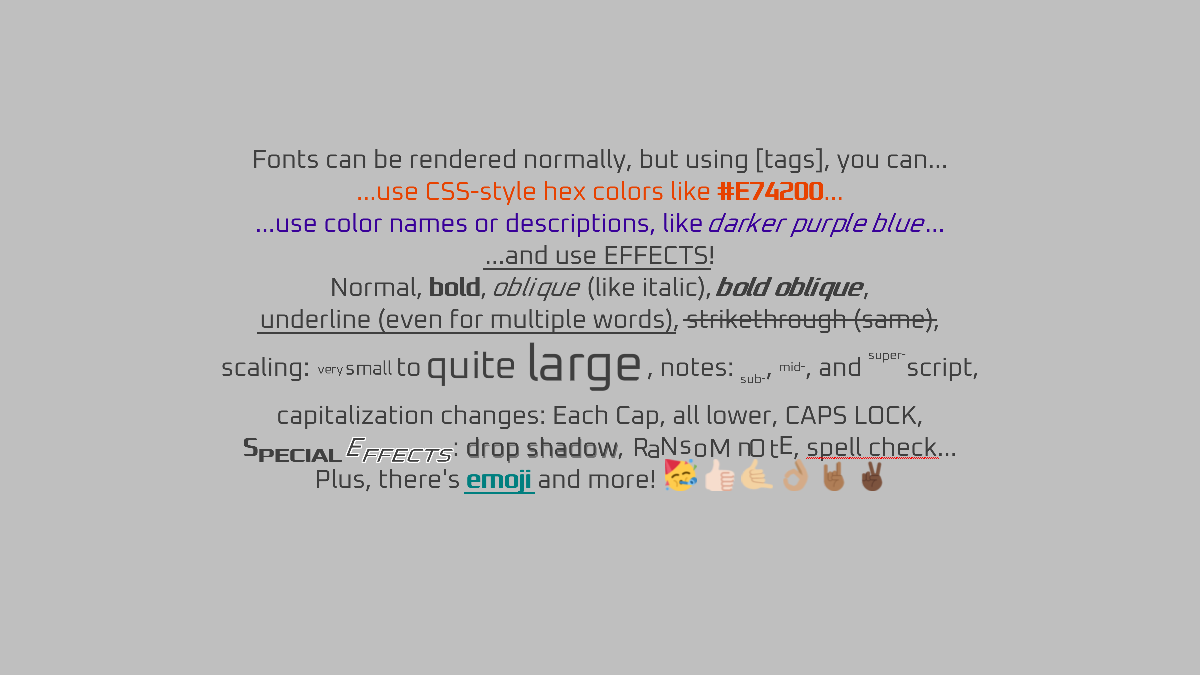 Fonts can be rendered normally, but using [tags], you can...
...use CSS-style hex colors like #E74200...
...use color names or descriptions, like darker purple blue...
...and use EFFECTS!
Normal, bold, oblique (like italic), bold oblique,
underline (even for multiple words), strikethrough (same),
scaling: very small to quite large, notes: sub-, mid-, and super-script,
capitalization changes: Each Cap, all lower, CAPS LOCK,
SPECIAL EFFECTS: drop shadow, RaNsoM nOtE, spell check...
Plus, there's emoji and more! 🥳👍🏻🤙🏼👌🏽🤘🏾✌🏿